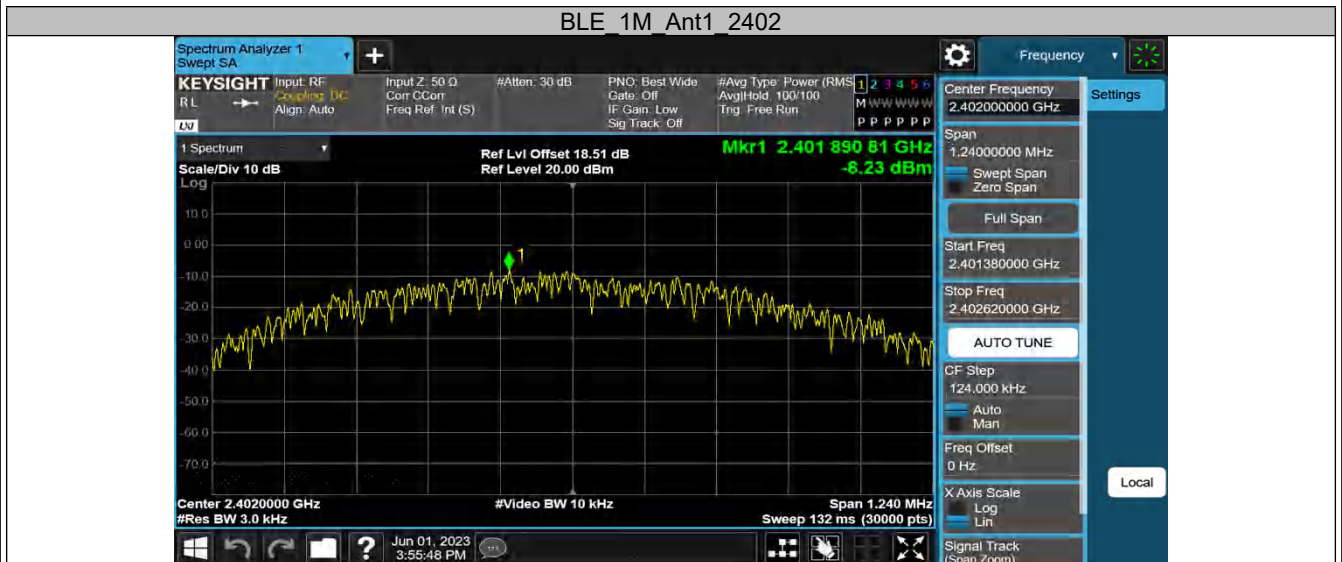 BLE_1M_Ant1_2402
Spectrum Analyzer 1
Swept SA
+
Frequency
KEYSIGHT
R L
LXI
Input: RF
Coupling: DC
Align: Auto
Input Z: 50 Ω
Corr CCorr
Freq Ref: Int (S)
#Atten: 30 dB
PNO: Best Wide
Gate: Off
IF Gain: Low
Sig Track: Off
#Avg Type: Power (RMS
Avg|Hold: 100/100
Trig: Free Run
1 2 3 4 5 6
M W W W W W
P P P P P P
1 Spectrum
Scale/Div 10 dB
Log
Ref Lvl Offset 18.51 dB
Ref Level 20.00 dBm
Mkr1 2.401 890 81 GHz
-8.23 dBm
10.0
0.00
-10.0
-20.0
-30.0
-40.0
-50.0
-60.0
-70.0
1
Center 2.4020000 GHz
#Res BW 3.0 kHz
#Video BW 10 kHz
Span 1.240 MHz
Sweep 132 ms (30000 pts)
?
Jun 01, 2023
3:55:48 PM
Center Frequency
2.402000000 GHz
Span
1.24000000 MHz
Swept Span
Zero Span
Full Span
Start Freq
2.401380000 GHz
Stop Freq
2.402620000 GHz
AUTO TUNE
CF Step
124.000 kHz
Auto
Man
Freq Offset
0 Hz
X Axis Scale
Log
Lin
Signal Track
(Span Zoom)
Settings
Local